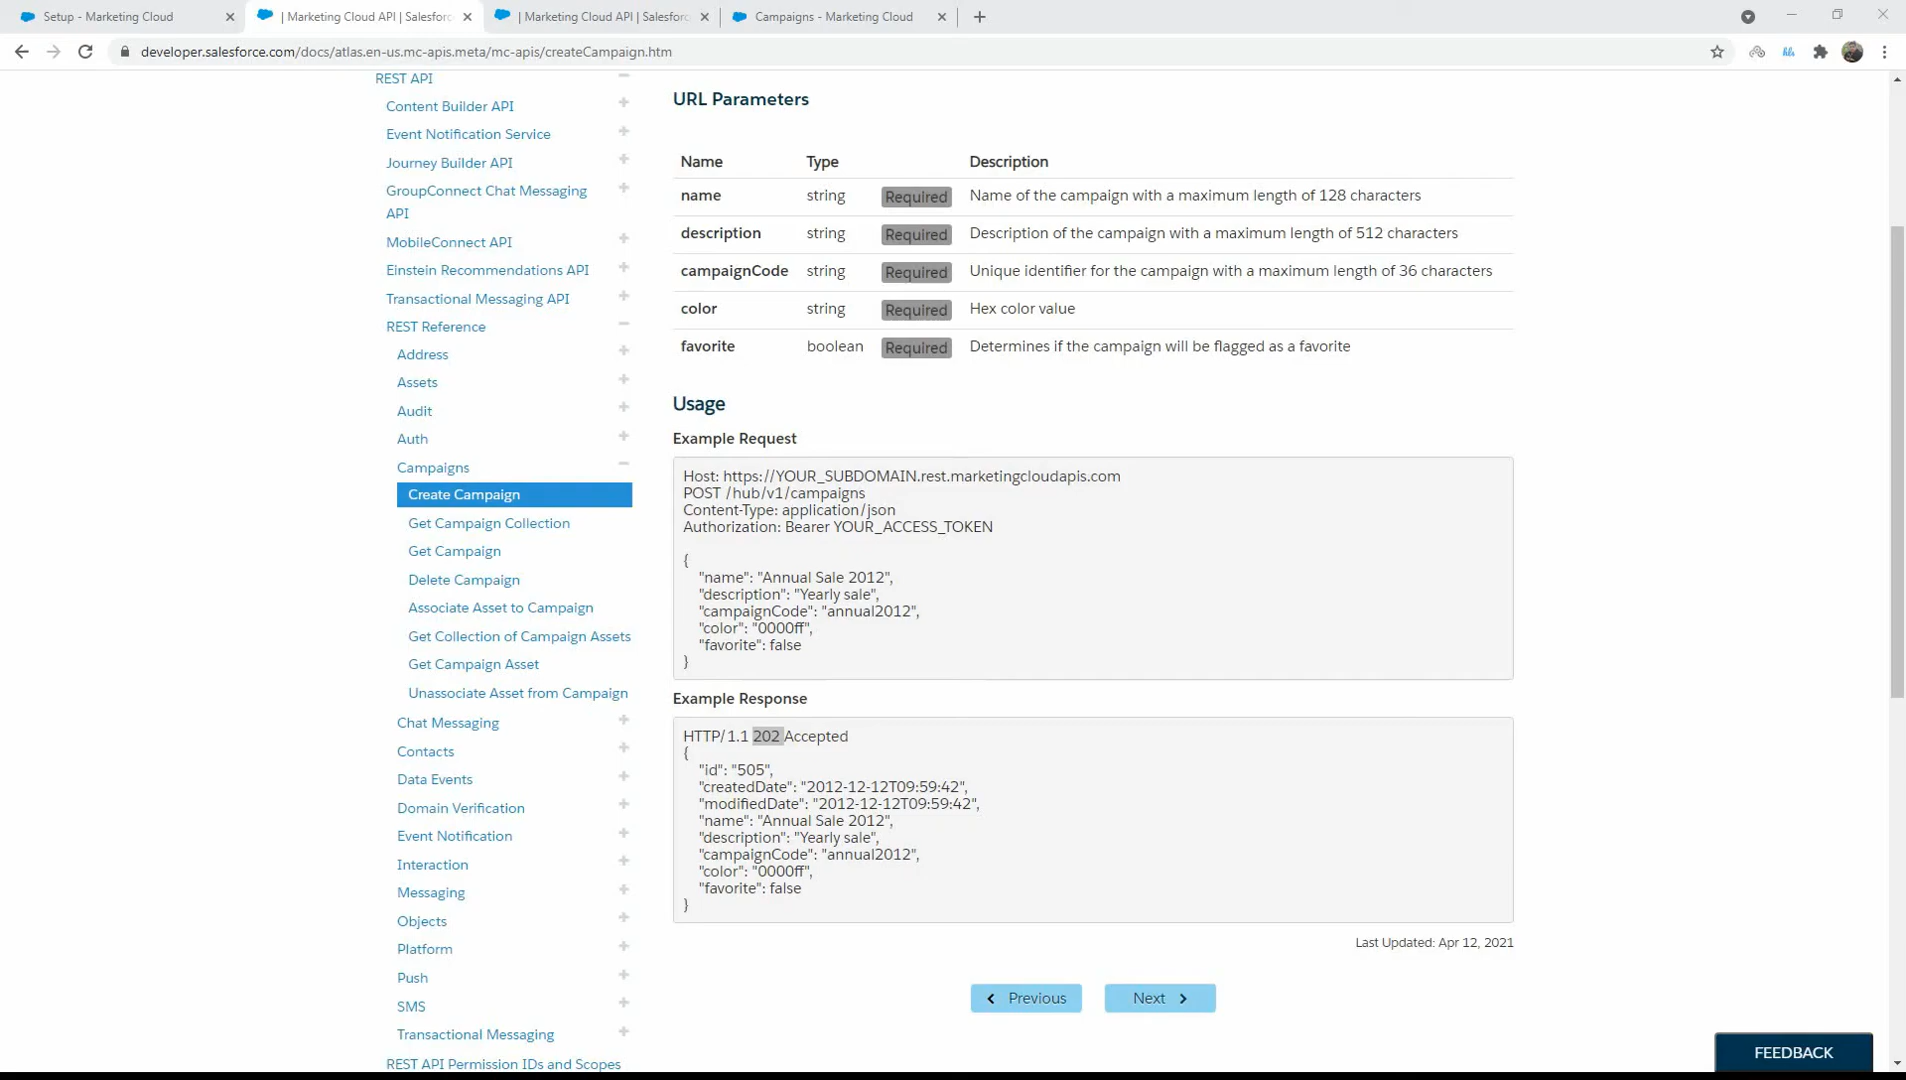 Setup - Marketing Cloud
| Marketing Cloud API | Salesforc
| Marketing Cloud API | Salesforc
Campaigns - Marketing Cloud
developer.salesforce.com/docs/atlas.en-us.mc-apis.meta/mc-apis/createCampaign.htm
REST API
Content Builder API
Event Notification Service
Journey Builder API
GroupConnect Chat Messaging
API
MobileConnect API
Einstein Recommendations API
Transactional Messaging API
REST Reference
Address
Assets
Audit
Auth
Campaigns
Create Campaign
Get Campaign Collection
Get Campaign
Delete Campaign
Associate Asset to Campaign
Get Collection of Campaign Assets
Get Campaign Asset
Unassociate Asset from Campaign
Chat Messaging
Contacts
Data Events
Domain Verification
Event Notification
Interaction
Messaging
Objects
Platform
Push
SMS
Transactional Messaging
REST API Permission IDs and Scopes
URL Parameters
Name Type Description
name string Required Name of the campaign with a maximum length of 128 characters
description string Required Description of the campaign with a maximum length of 512 characters
campaignCode string Required Unique identifier for the campaign with a maximum length of 36 characters
color string Required Hex color value
favorite boolean Required Determines if the campaign will be flagged as a favorite
Usage
Example Request
Host: https://YOUR_SUBDOMAIN.rest.marketingcloudapis.com
POST /hub/v1/campaigns
Content-Type: application/json
Authorization: Bearer YOUR_ACCESS_TOKEN
{
"name": "Annual Sale 2012",
"description": "Yearly sale",
"campaignCode": "annual2012",
"color": "0000ff",
"favorite": false
}
Example Response
HTTP/1.1 202 Accepted
{
"id": "505",
"createdDate": "2012-12-12T09:59:42",
"modifiedDate": "2012-12-12T09:59:42",
"name": "Annual Sale 2012",
"description": "Yearly sale",
"campaignCode": "annual2012",
"color": "0000ff",
"favorite": false
}
Last Updated: Apr 12, 2021
Previous
Next
FEEDBACK